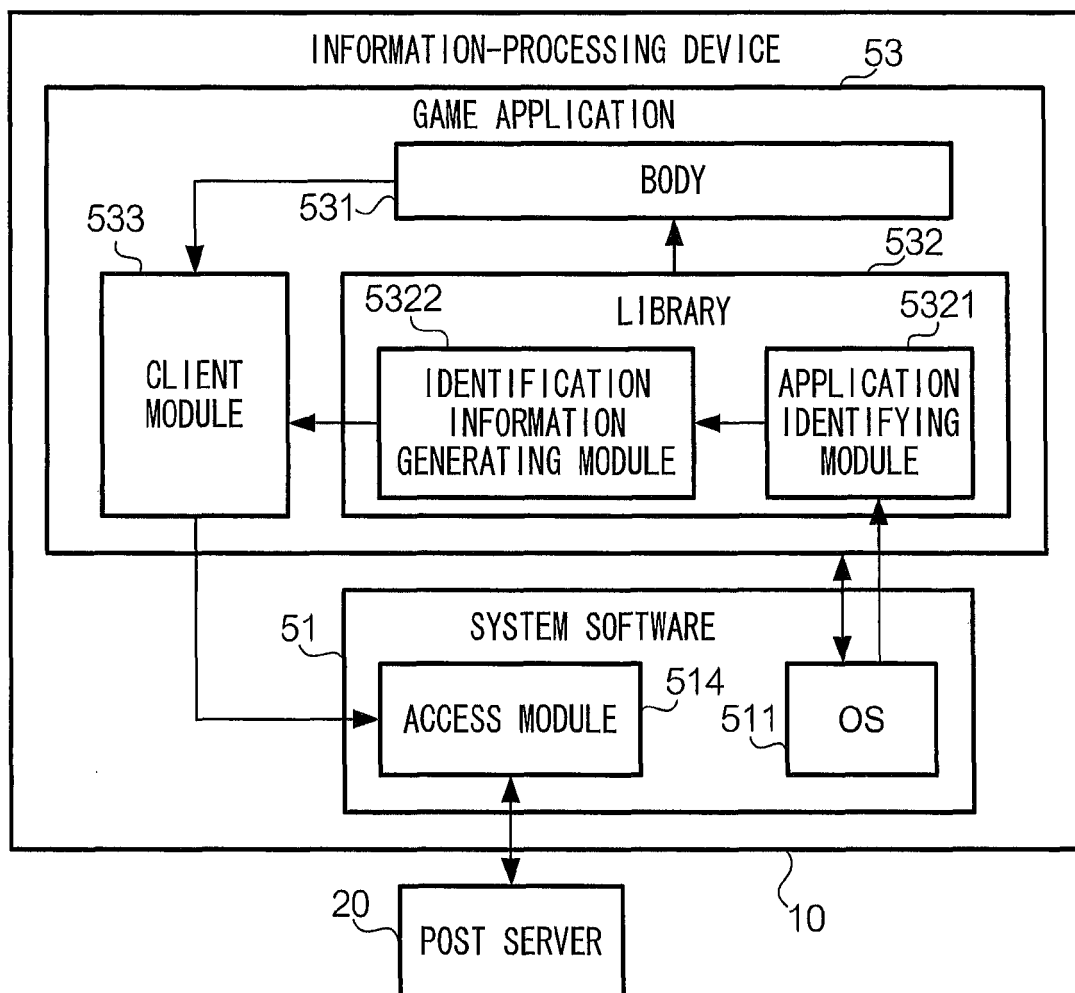 INFORMATION-PROCESSING DEVICE
53
GAME APPLICATION
BODY
531
533
532
LIBRARY
5322
5321
CLIENT
MODULE
IDENTIFICATION
INFORMATION
GENERATING MODULE
APPLICATION
IDENTIFYING
MODULE
51
SYSTEM SOFTWARE
514
ACCESS MODULE
511
OS
20
POST SERVER
10